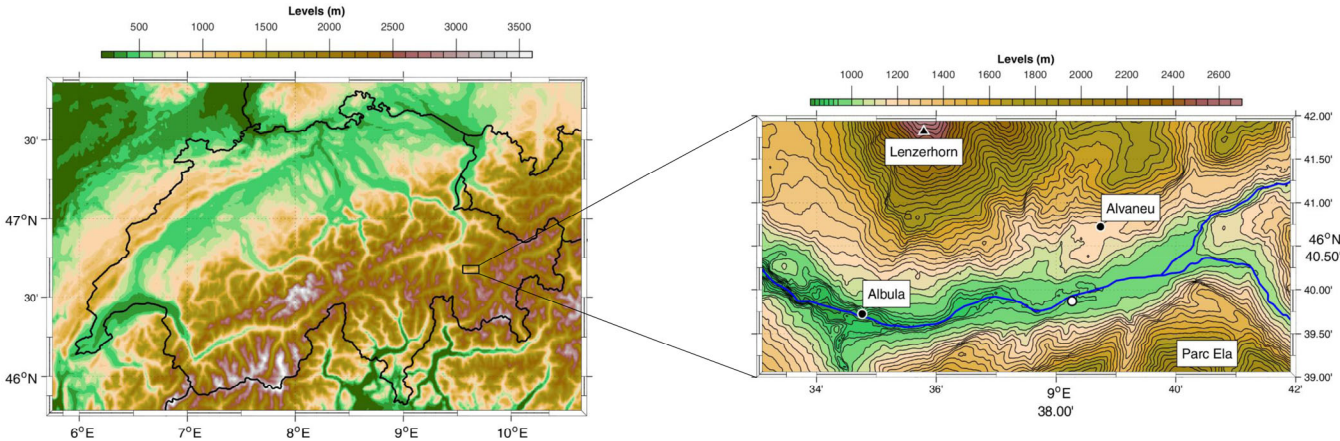 Levels (m)
500 1000 1500 2000 2500 3000 3500
30'
47°N
30'
46°N
6°E 7°E 8°E 9°E 10°E
Levels (m)
1000 1200 1400 1600 1800 2000 2200 2400 2600
42.00'
Lenzerhorn
41.50'
Alvaneu
41.00'
46°N
40.50'
Albula
40.00'
39.50'
Parc Ela
39.00'
34' 36' 9°E 40' 42'
38.00'